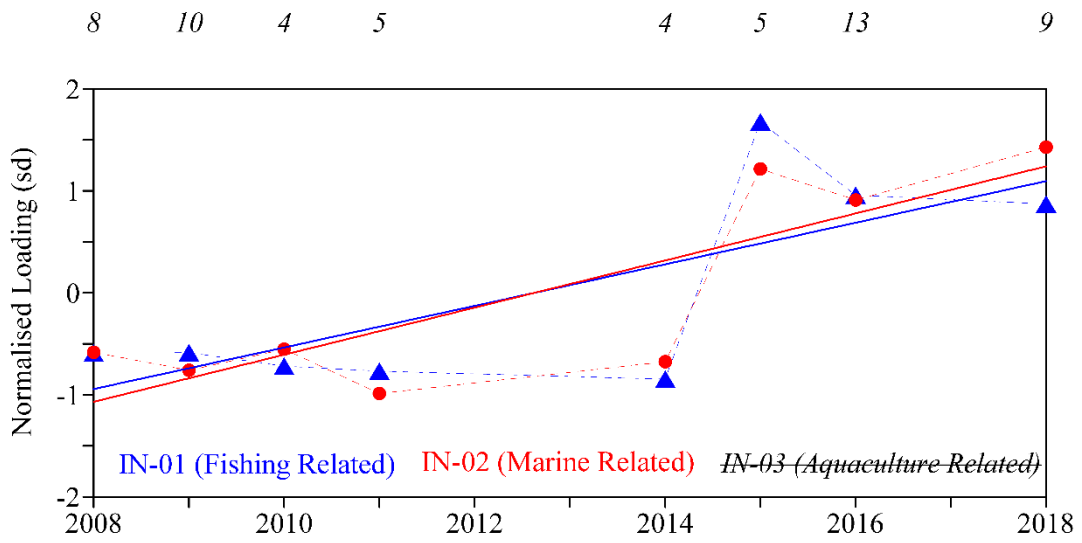 8 10 4 5 4 5 13 9
2
1
0
-1
-2
Normalised Loading (sd)
IN-01 (Fishing Related) IN-02 (Marine Related) IN-03 (Aquaculture Related)
2008 2010 2012 2014 2016 2018